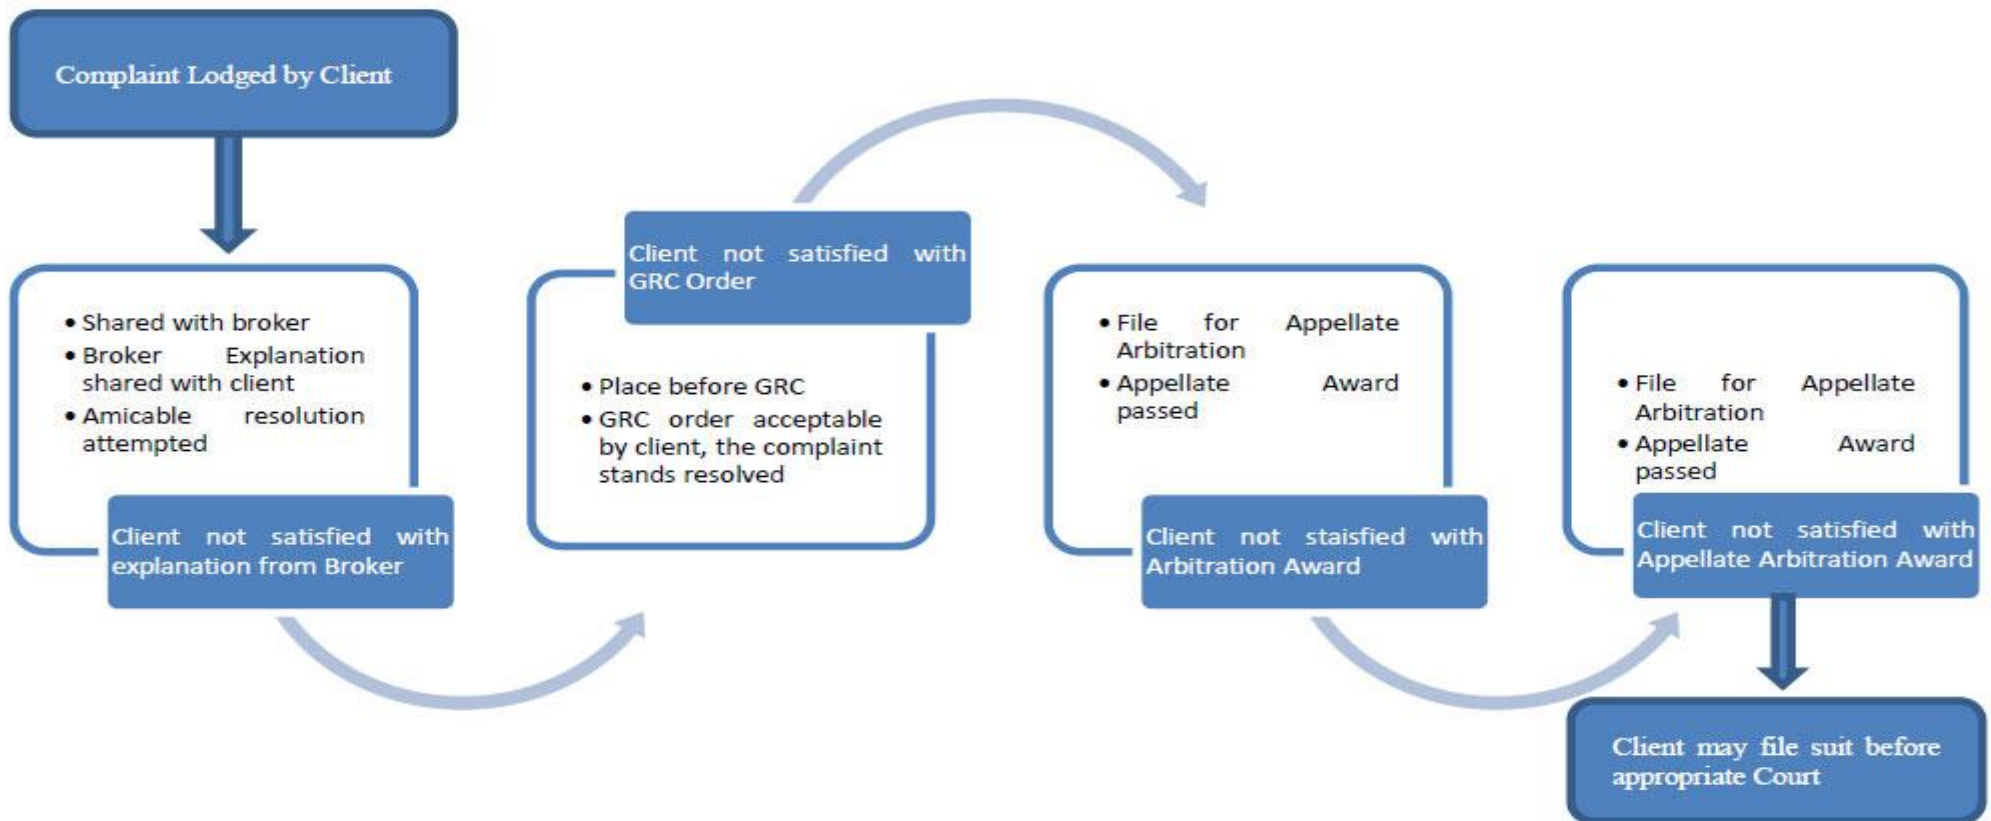 Complaint Lodged by Client
• Shared with broker
• Broker Explanation
shared with client
• Amicable resolution
attempted
Client not satisfied with
explanation from Broker
Client not satisfied with
GRC Order
• Place before GRC
• GRC order acceptable
by client, the complaint
stands resolved
• File for Appellate
Arbitration
• Appellate Award
passed
Client not staisfied with
Arbitration Award
• File for Appellate
Arbitration
• Appellate Award
passed
Client not satisfied with
Appellate Arbitration Award
Client may file suit before
appropriate Court